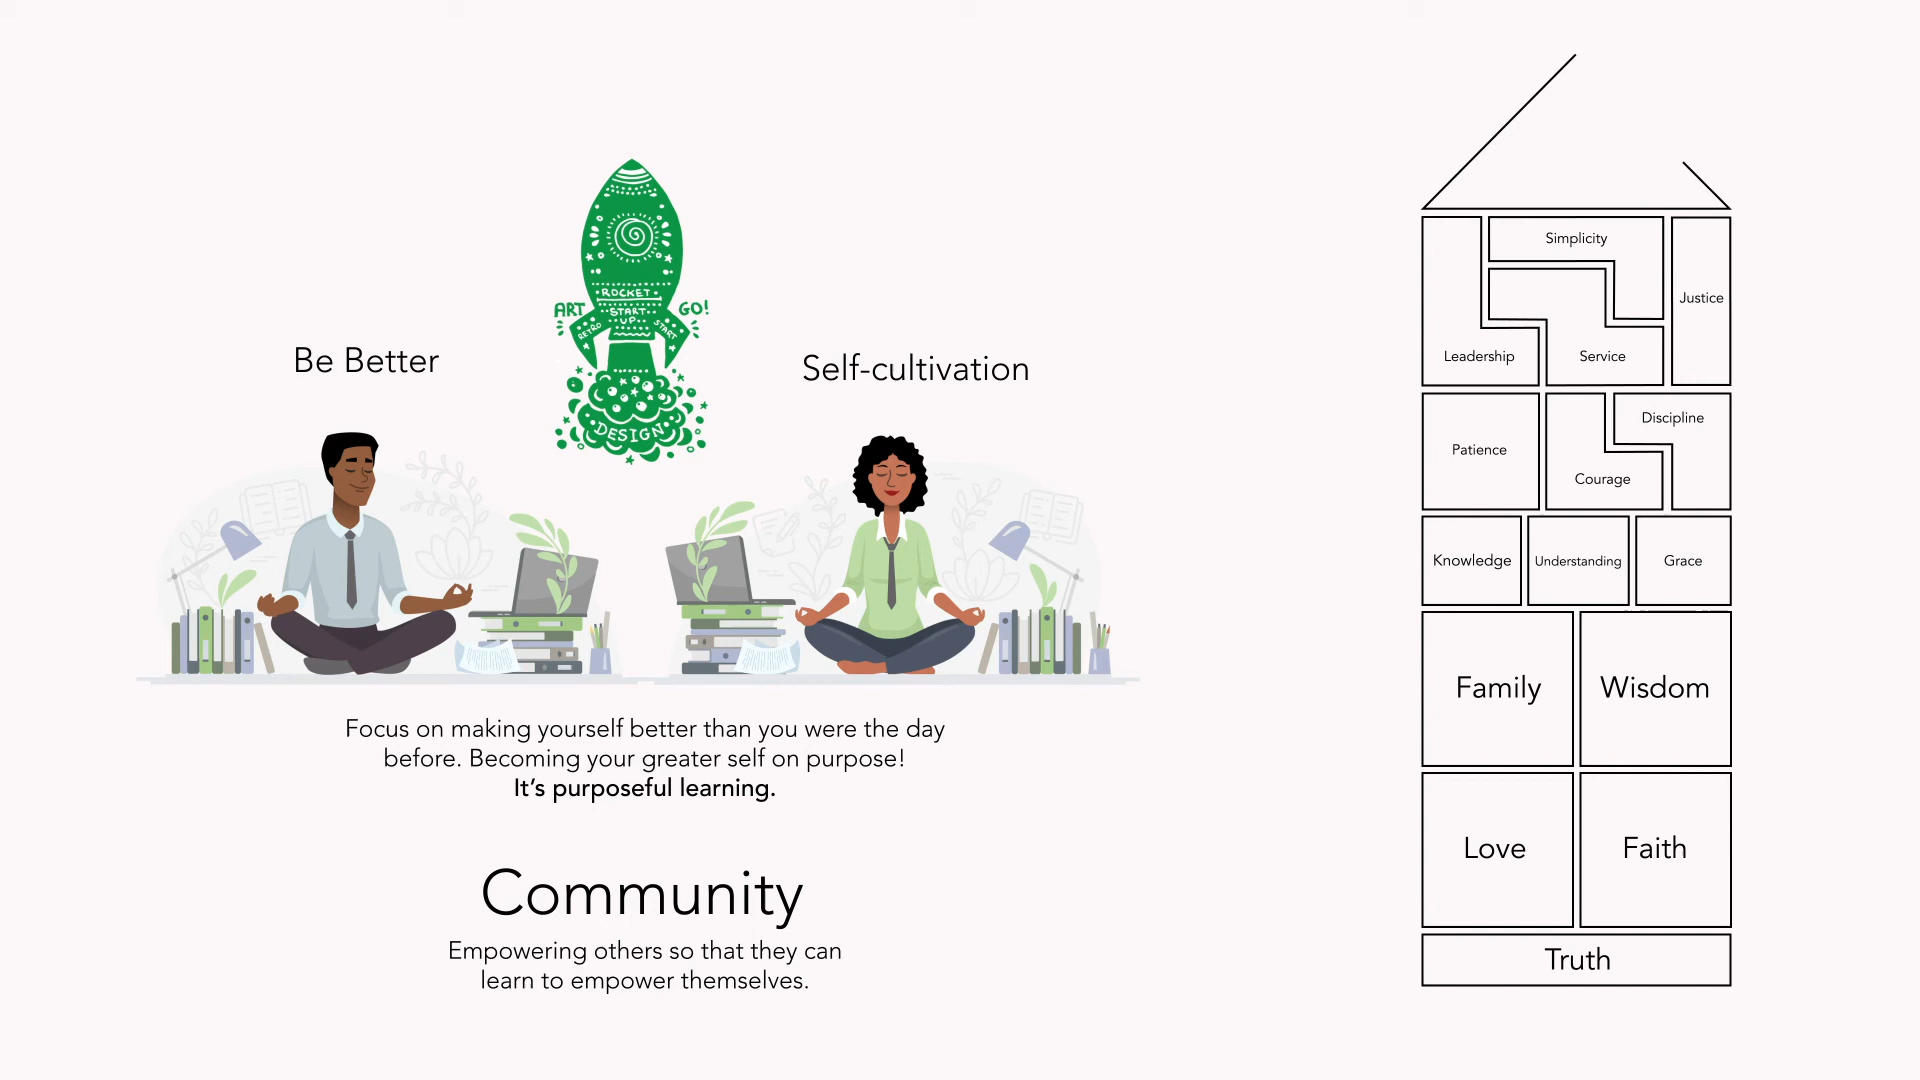 ROCKET
START
UP
ART
GO!
RETRO
START
DESIGN
Be Better
Self-cultivation
Focus on making yourself better than you were the day
before. Becoming your greater self on purpose!
It’s purposeful learning.
Community
Empowering others so that they can
learn to empower themselves.
Simplicity
Justice
Leadership
Service
Discipline
Patience
Courage
Knowledge
Understanding
Grace
Family
Wisdom
Love
Faith
Truth